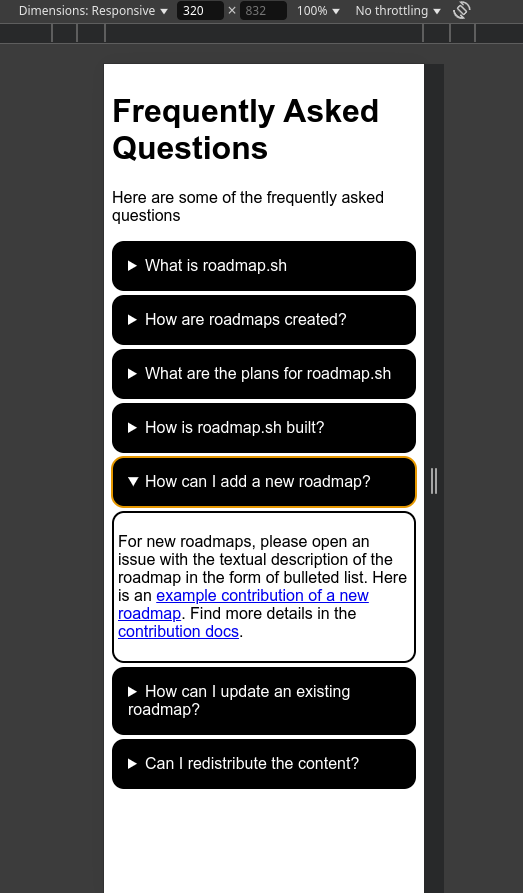 Dimensions: Responsive ▼ 320 × 832 100% ▼ No throttling ▼
Frequently Asked
Questions
Here are some of the frequently asked
questions
▶ What is roadmap.sh
▶ How are roadmaps created?
▶ What are the plans for roadmap.sh
▶ How is roadmap.sh built?
▼ How can I add a new roadmap?
For new roadmaps, please open an
issue with the textual description of the
roadmap in the form of bulleted list. Here
is an example contribution of a new
roadmap. Find more details in the
contribution docs.
▶ How can I update an existing
roadmap?
▶ Can I redistribute the content?